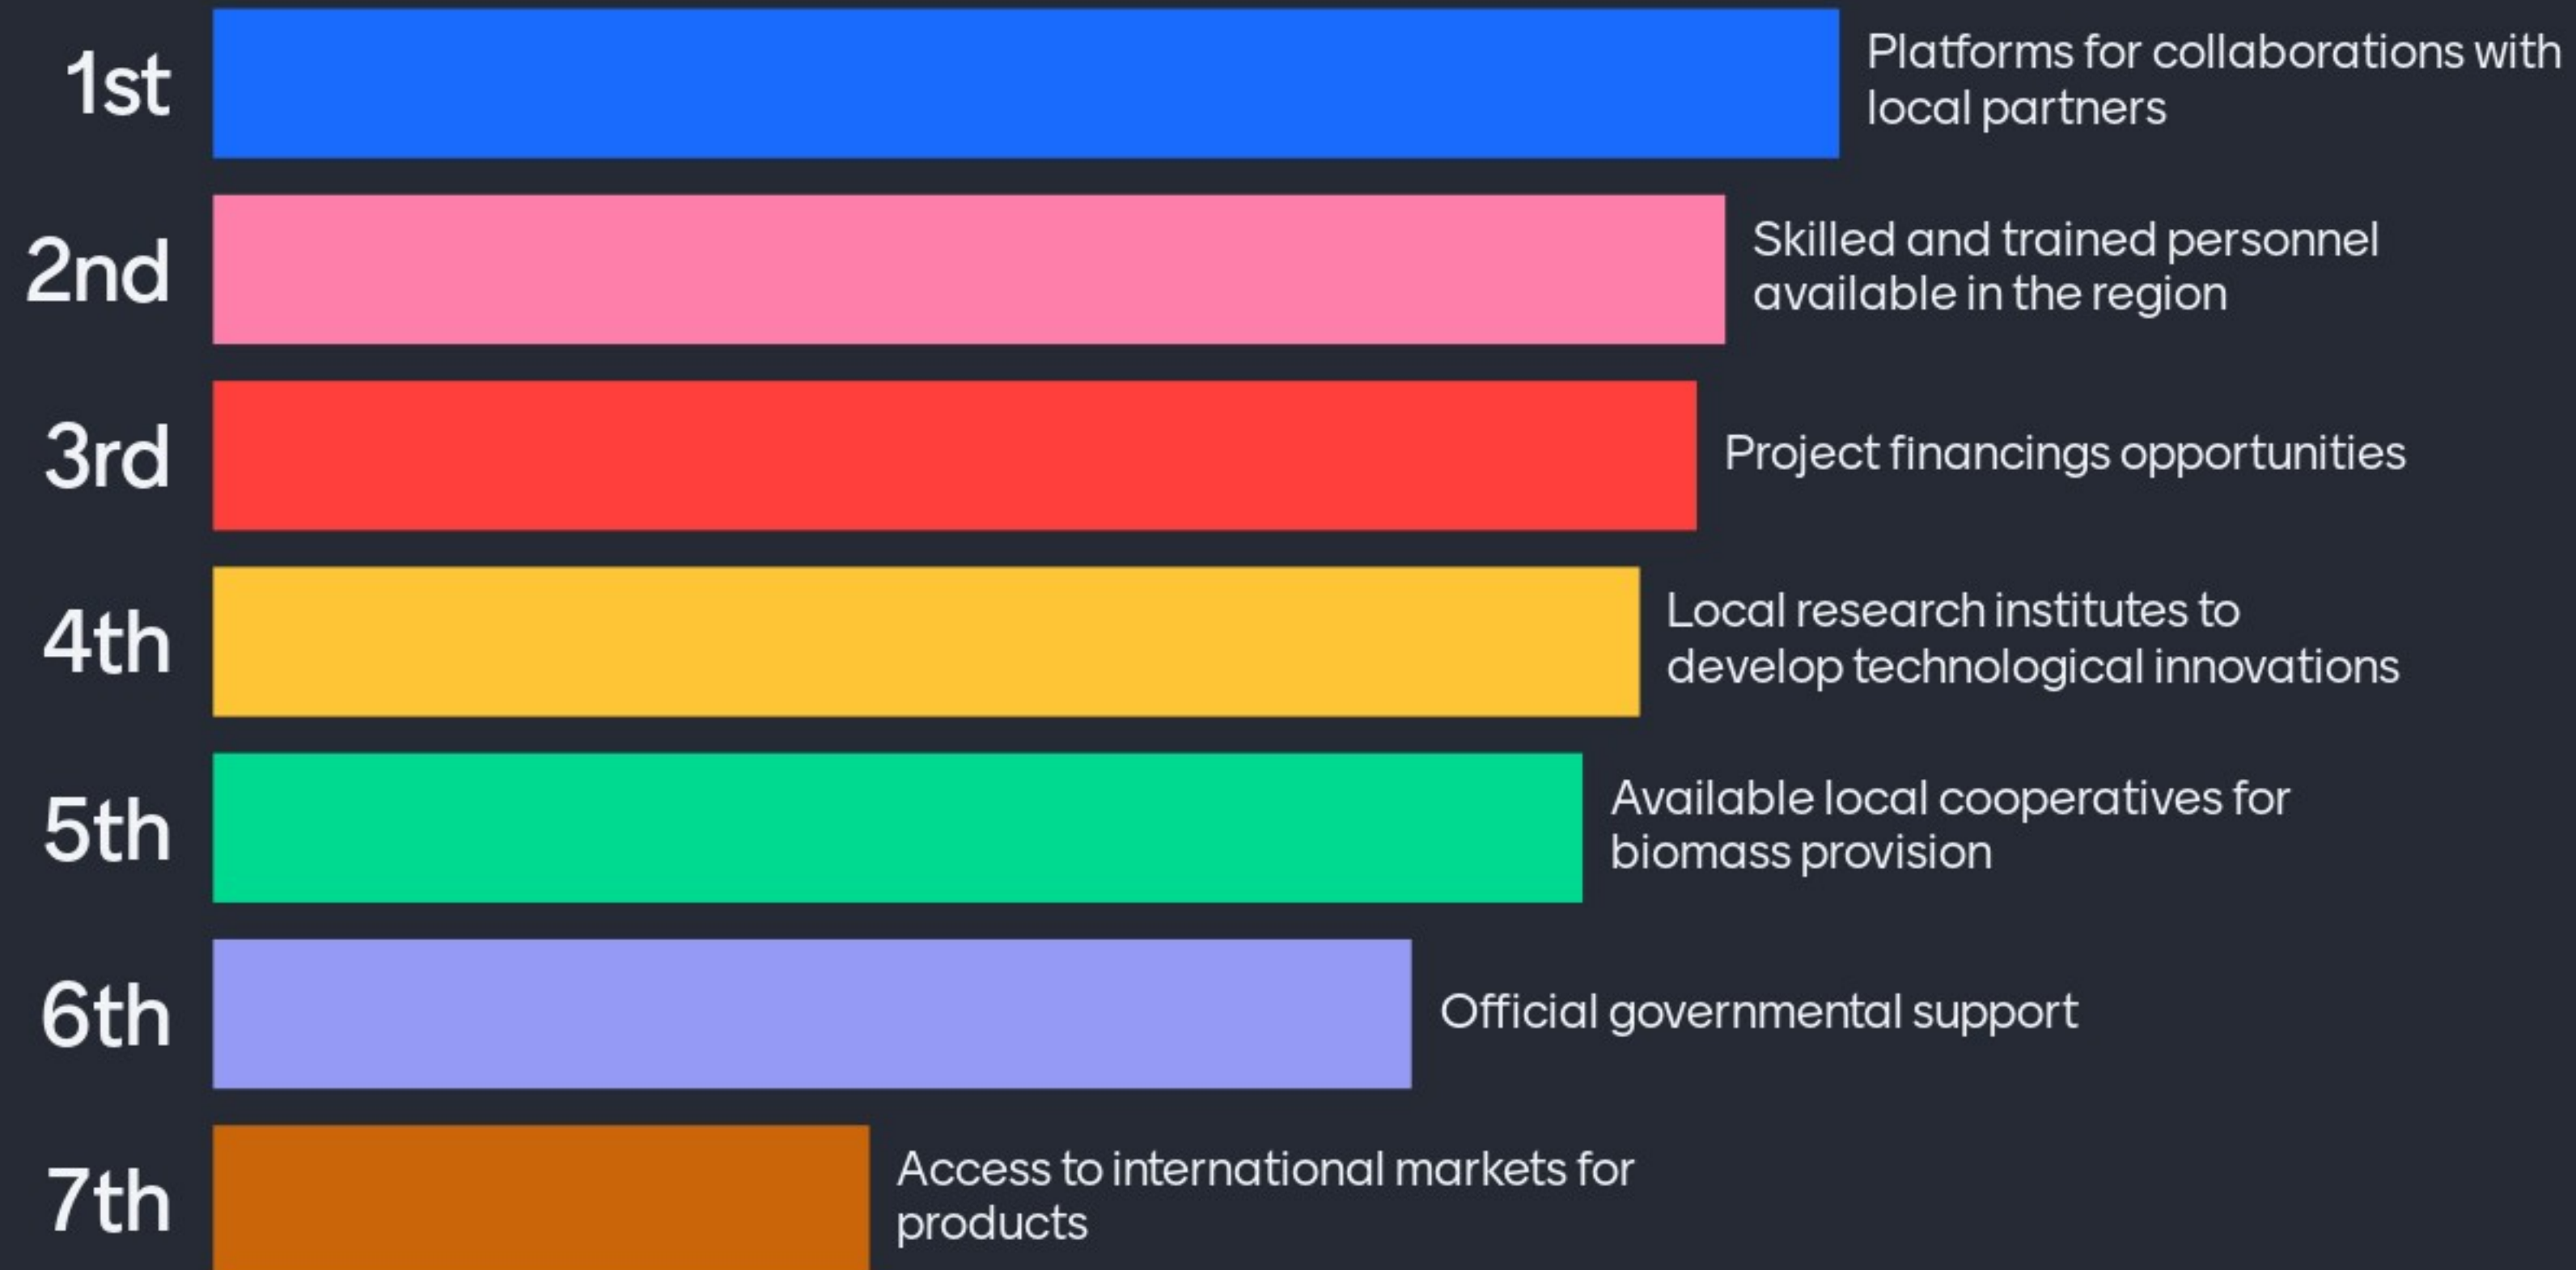 1st
Platforms for collaborations with
local partners
2nd
Skilled and trained personnel
available in the region
3rd
Project financings opportunities
4th
Local research institutes to
develop technological innovations
5th
Available local cooperatives for
biomass provision
6th
Official governmental support
7th
Access to international markets for
products